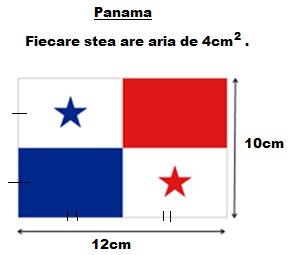 Panama
Fiecare stea are aria de 4cm² .
10cm
12cm